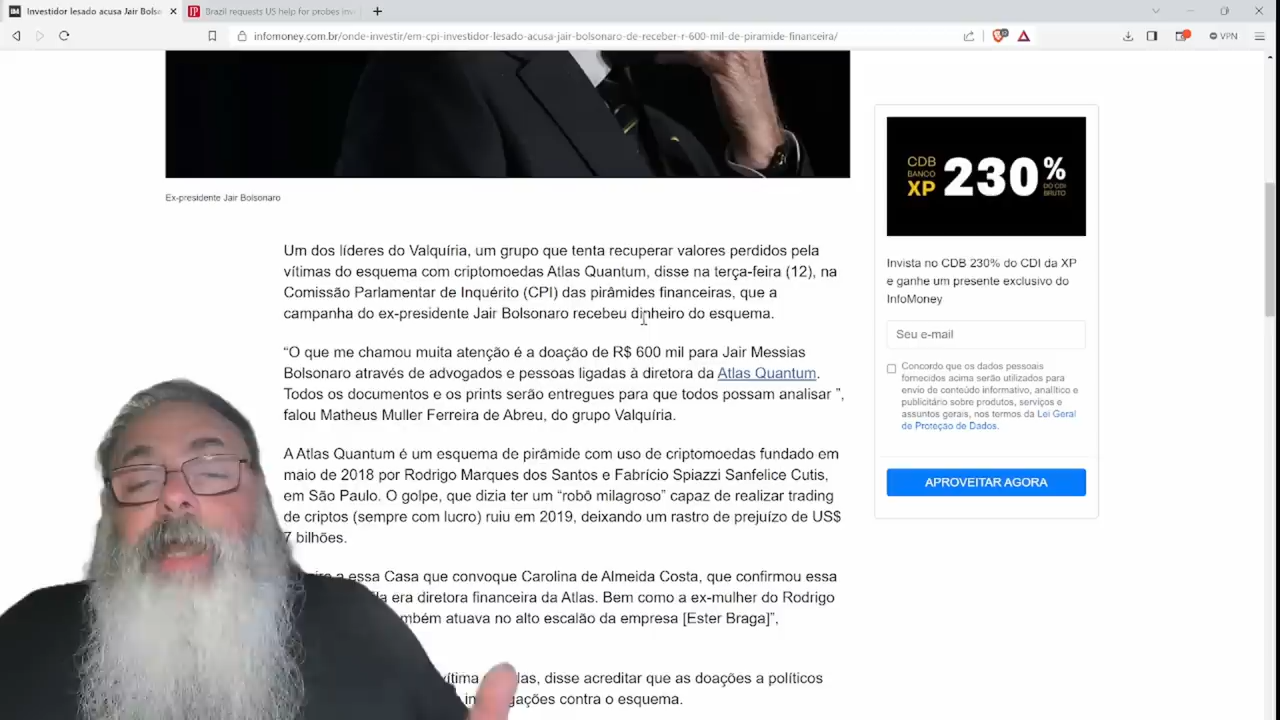 Investidor lesado acusa Jair Bols
Brazil requests US help for probes inv
infomoney.com.br/onde-investir/em-cpi-investidor-lesado-acusa-jair-bolsonaro-de-receber-r-600-mil-de-piramide-financeira/
VPN
Ex-presidente Jair Bolsonaro
Um dos líderes do Valquíria, um grupo que tenta recuperar valores perdidos pela
vítimas do esquema com criptomoedas Atlas Quantum, disse na terça-feira (12), na
Comissão Parlamentar de Inquérito (CPI) das pirâmides financeiras, que a
campanha do ex-presidente Jair Bolsonaro recebeu dinheiro do esquema.
“O que me chamou muita atenção é a doação de R$ 600 mil para Jair Messias
Bolsonaro através de advogados e pessoas ligadas à diretora da Atlas Quantum.
Todos os documentos e os prints serão entregues para que todos possam analisar ”,
falou Matheus Muller Ferreira de Abreu, do grupo Valquíria.
A Atlas Quantum é um esquema de pirâmide com uso de criptomoedas fundado em
maio de 2018 por Rodrigo Marques dos Santos e Fabrício Spiazzi Sanfelice Cutis,
em São Paulo. O golpe, que dizia ter um “robô milagroso” capaz de realizar trading
de criptos (sempre com lucro) ruiu em 2019, deixando um rastro de prejuízo de US$
7 bilhões.
a essa Casa que convoque Carolina de Almeida Costa, que confirmou essa
era diretora financeira da Atlas. Bem como a ex-mulher do Rodrigo
mbém atuava no alto escalão da empresa [Ester Braga]”,
disse acreditar que as doações a políticos
gações contra o esquema.
CDB
BANCO
XP
230%
DO CDI
BRUTO
Invista no CDB 230% do CDI da XP
e ganhe um presente exclusivo do
InfoMoney
Seu e-mail
Concordo que os dados pessoais
fornecidos acima serão utilizados para
envio de conteúdo informativo, analítico e
publicitário sobre produtos, serviços e
assuntos gerais, nos termos da Lei Geral
de Proteção de Dados.
APROVEITAR AGORA